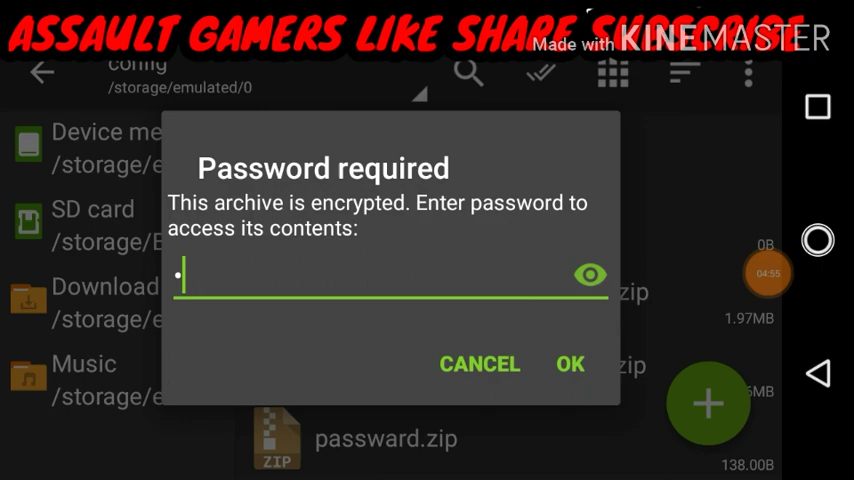 ASSAULT GAMERS LIKE SHARE SUBSCRIBE
Made with KINEMASTER
config
/storage/emulated/0
Device me
/storage/e
SD card
/storage/E
Download
/storage/e
Music
/storage/e
Password required
This archive is encrypted. Enter password to
access its contents:
CANCEL OK
0B
04:55
zip
1.97MB
zip
6MB
passward.zip
ZIP
138.00B